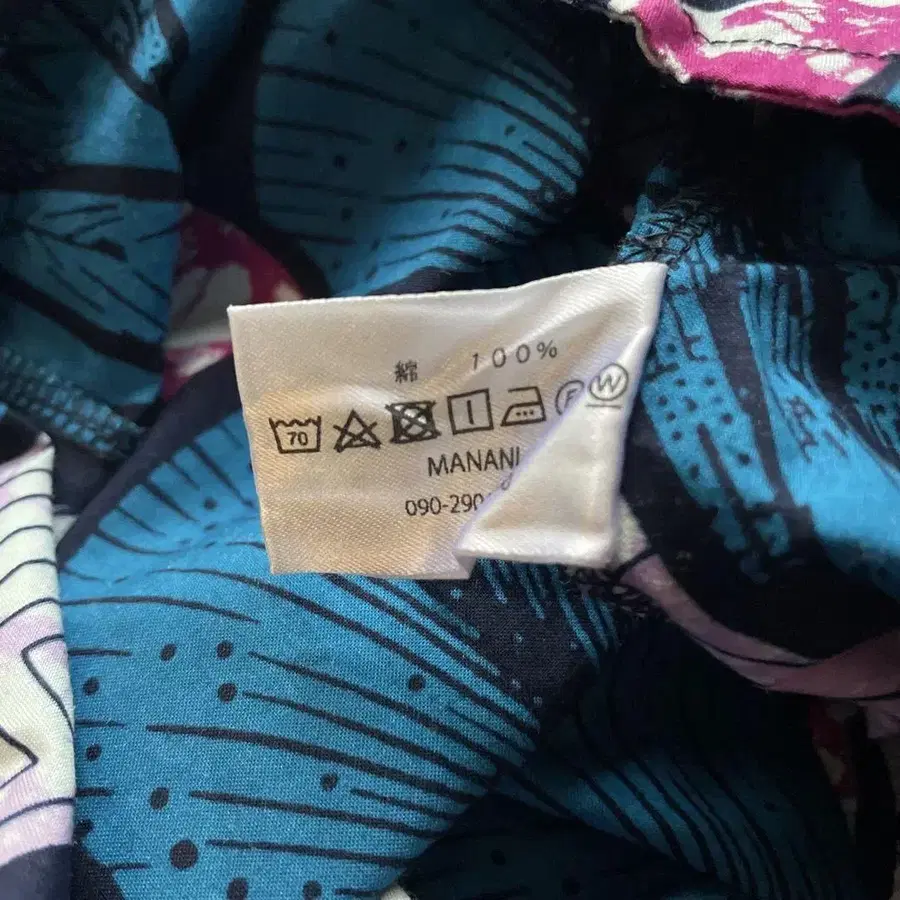 綿 100%
70 F W
MANANI
090-290